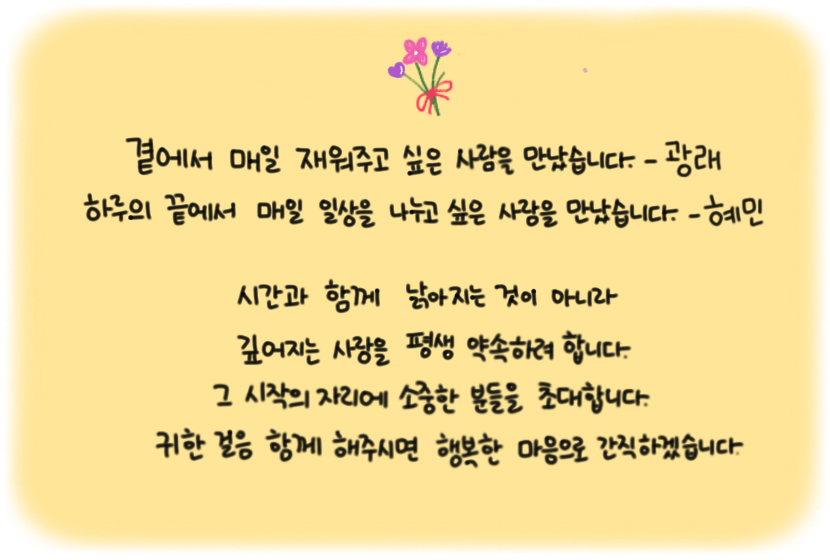 곁에서 매일 재워주고 싶은 사람을 만났습니다. - 광래
하루의 끝에서 매일 일상을 나누고 싶은 사람을 만났습니다. - 혜민
시간과 함께 낡아지는 것이 아니라
깊어지는 사랑을 평생 약속하려 합니다.
그 시작의 자리에 소중한 분들을 초대합니다.
귀한 걸음 함께 해주시면 행복한 마음으로 간직하겠습니다.